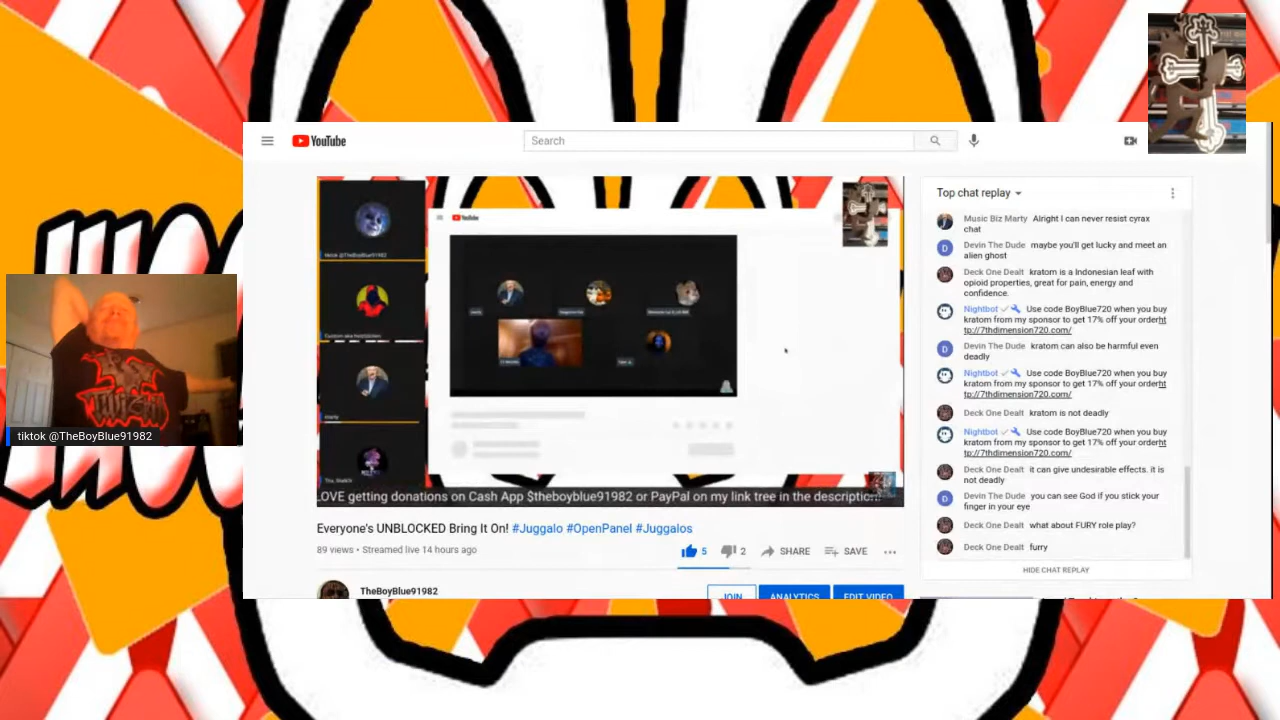 YouTube
Search
Top chat replay
Music Biz Marty Alright I can never resist cyrax
chat
Devin The Dude maybe you'll get lucky and meet an
alien ghost
Deck One Dealt kratom is a Indonesian leaf with
opioid properties, great for pain, energy and
confidence.
Nightbot Use code BoyBlue720 when you buy
kratom from my sponsor to get 17% off your orderht
tp://7thdimension720.com/
Devin The Dude kratom can also be harmful even
deadly
Nightbot Use code BoyBlue720 when you buy
kratom from my sponsor to get 17% off your orderht
tp://7thdimension720.com/
Deck One Dealt kratom is not deadly
Nightbot Use code BoyBlue720 when you buy
kratom from my sponsor to get 17% off your orderht
tp://7thdimension720.com/
Deck One Dealt it can give undesirable effects. it is
not deadly
Devin The Dude you can see God if you stick your
finger in your eye
Deck One Dealt what about FURY role play?
Deck One Dealt furry
HIDE CHAT REPLAY
YouTube
tiktok @TheBoyBlue91982
marty
tiktok @TheBoyBlue91982
LOVE getting donations on Cash App $theboyblue91982 or PayPal on my link tree in the description!
Everyone's UNBLOCKED Bring It On! #Juggalo #OpenPanel #Juggalos
89 views • Streamed live 14 hours ago
5
2
SHARE
SAVE
TheBoyBlue91982
JOIN
ANALYTICS
EDIT VIDEO